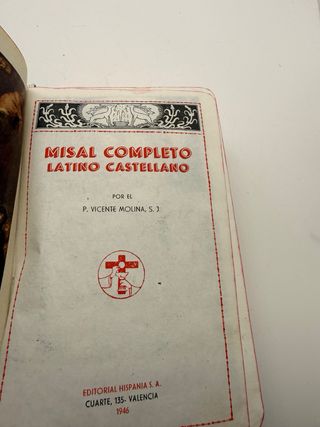 MISAL COMPLETO
LATINO CASTELLANO
POR EL
P. VICENTE MOLINA, S. J.
EDITORIAL HISPANIA S. A.
CUARTE, 135- VALENCIA
1946